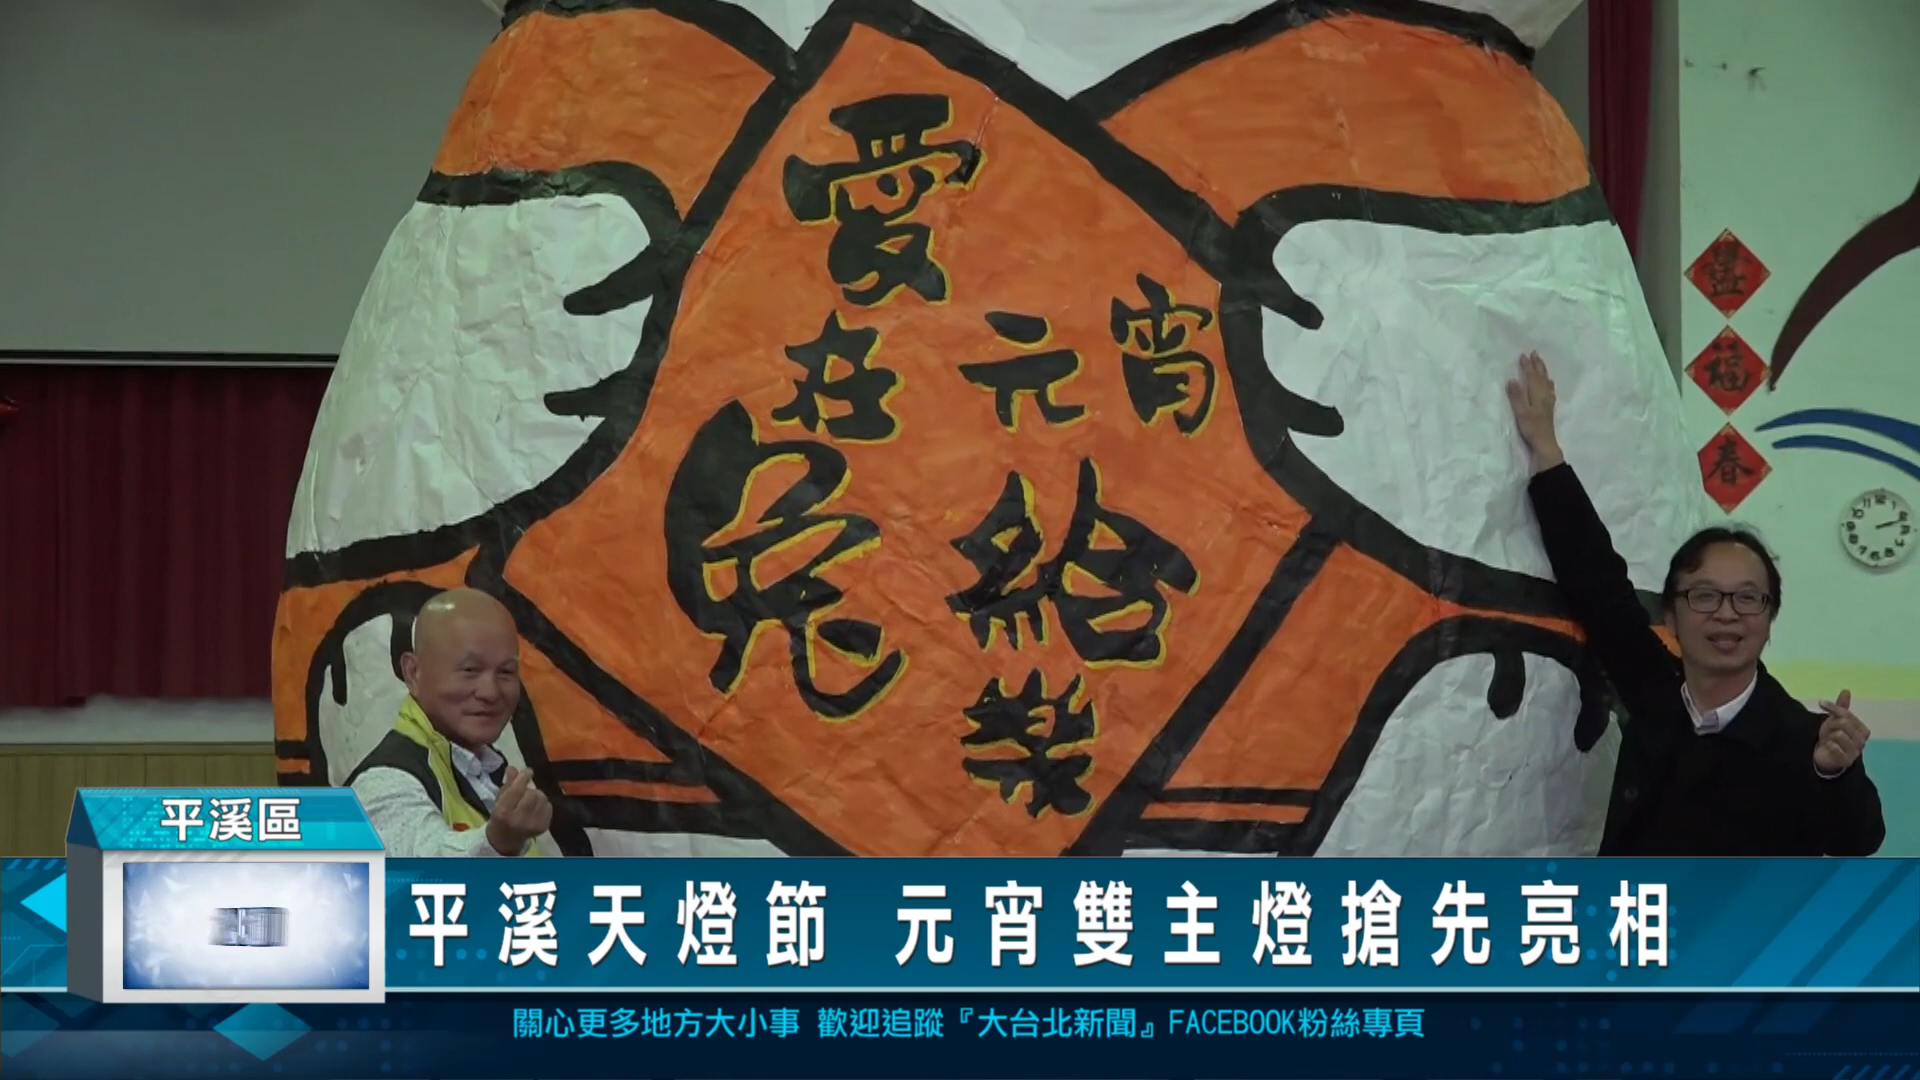 愛在兔
元宵
給樂
福
春
平溪區
平溪天燈節 元宵雙主燈搶先亮相
關心更多地方大小事 歡迎追蹤『大台北新聞』FACEBOOK粉絲專頁